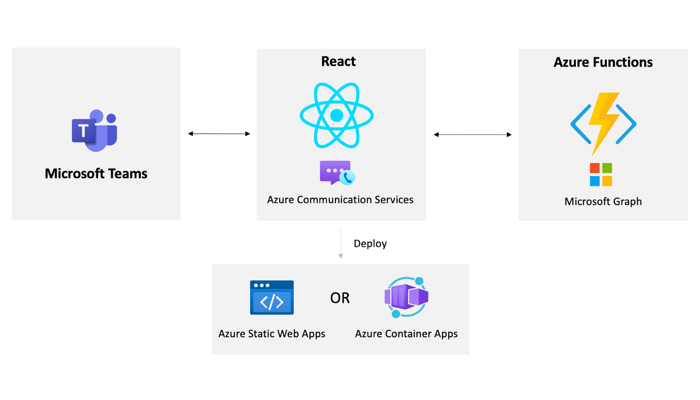 React
Azure Functions
T
Microsoft Teams
Azure Communication Services
Microsoft Graph
Deploy
</>
OR
Azure Static Web Apps
Azure Container Apps